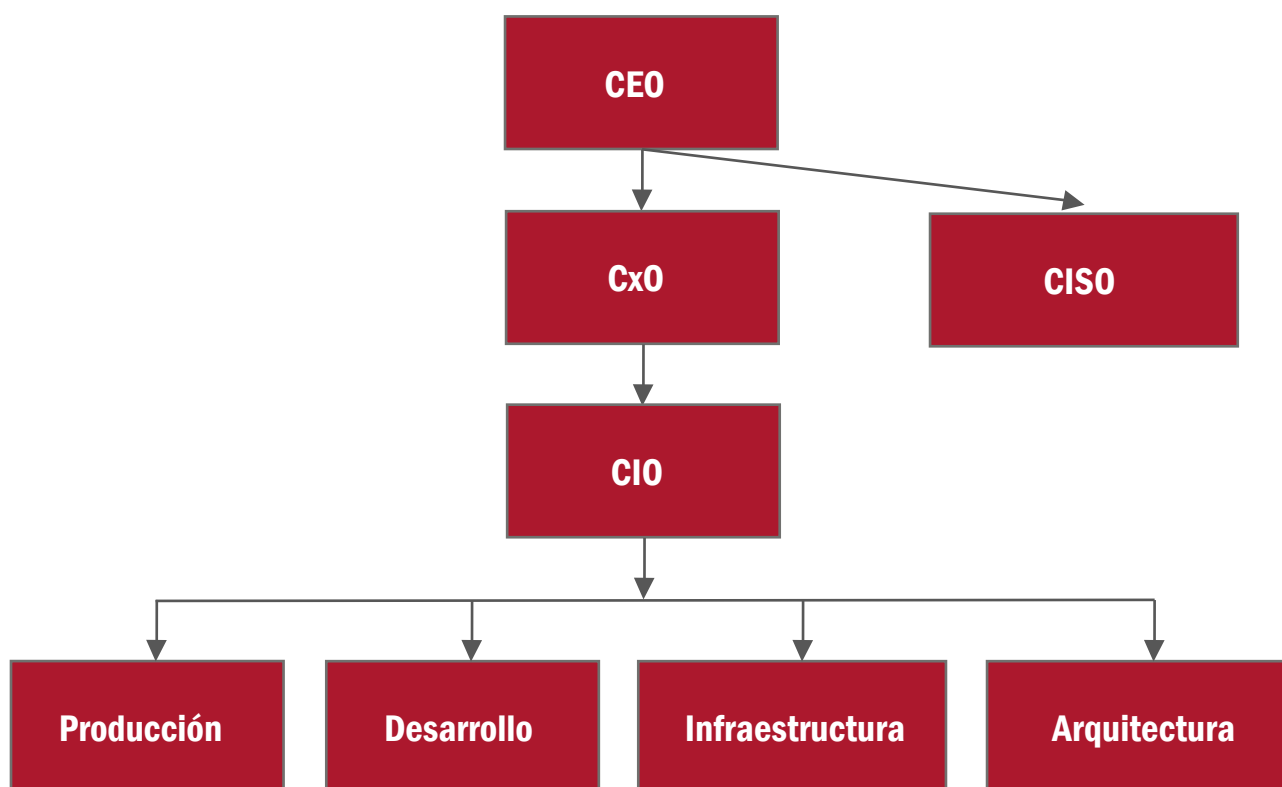 CEO
CxO
CISO
CIO
Producción
Desarrollo
Infraestructura
Arquitectura